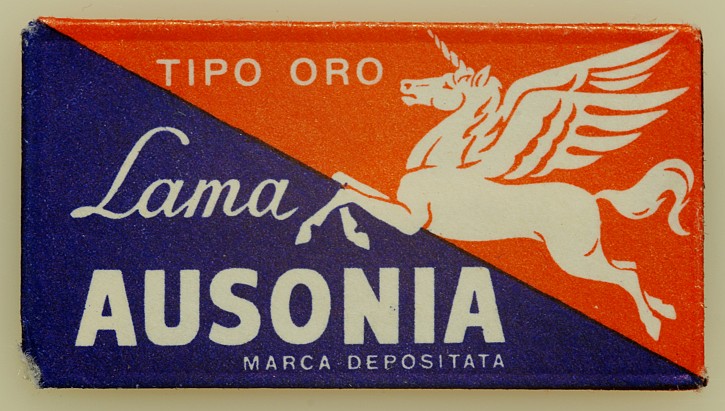 TIPO ORO
Lama
AUSONIA
MARCA DEPOSITATA